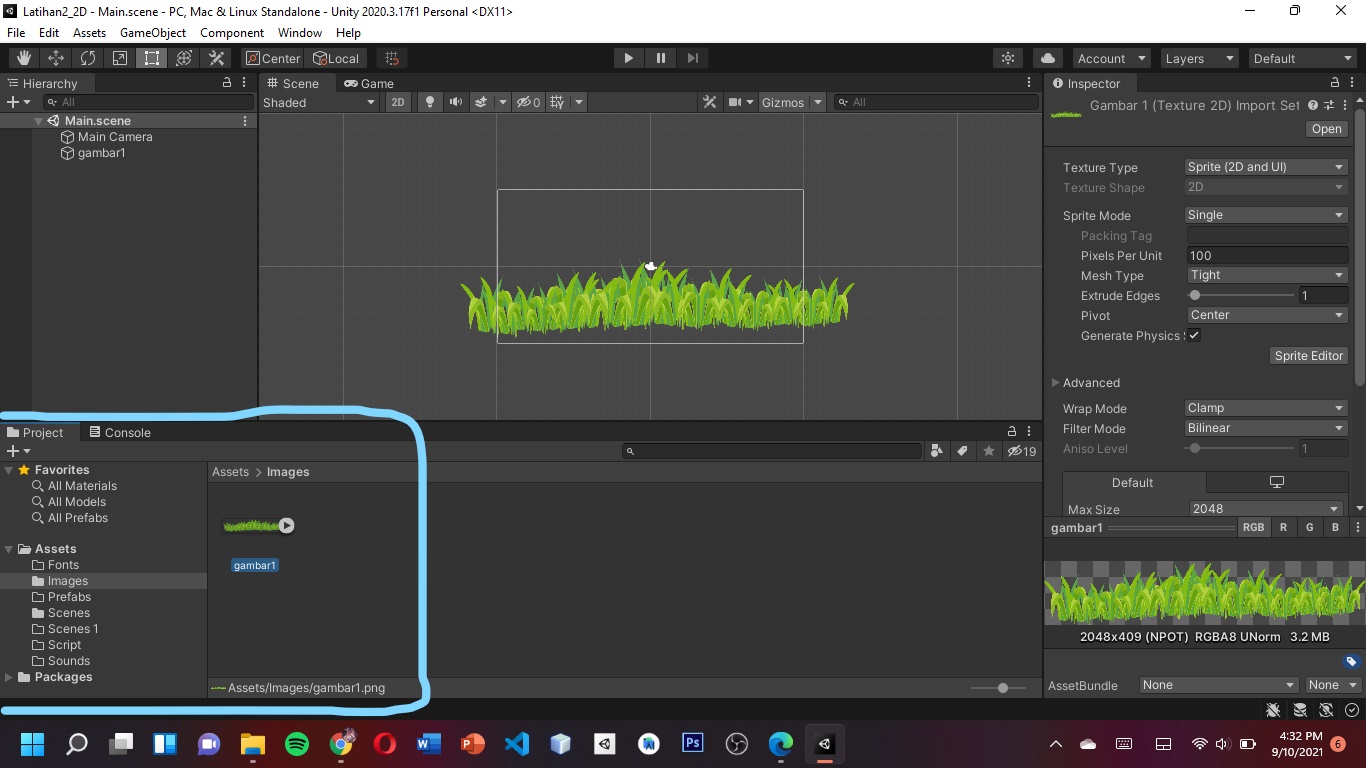 Latihan2_2D - Main.scene - PC, Mac & Linux Standalone - Unity 2020.3.17f1 Personal <DX11>
File Edit Assets GameObject Component Window Help
Center Local Account Layers Default
Hierarchy
All
Main.scene
Main Camera
gambar1
Scene Game
Shaded 2D 0 Gizmos All
Inspector
Gambar 1 (Texture 2D) Import Set
Open
Texture Type Sprite (2D and UI)
Texture Shape 2D
Sprite Mode Single
Packing Tag
Pixels Per Unit 100
Mesh Type Tight
Extrude Edges 1
Pivot Center
Generate Physics S
Sprite Editor
Advanced
Wrap Mode Clamp
Filter Mode Bilinear
Aniso Level 1
Default
Max Size 2048
gambar1 RGB R G B
2048x409 (NPOT) RGBA8 UNorm 3.2 MB
AssetBundle None None
Project Console
19
Favorites
All Materials
All Models
All Prefabs
Assets
Fonts
Images
Prefabs
Scenes
Scenes 1
Script
Sounds
Packages
Assets > Images
gambar1
Assets/Images/gambar1.png
W P Ps
4:32 PM
9/10/2021
6